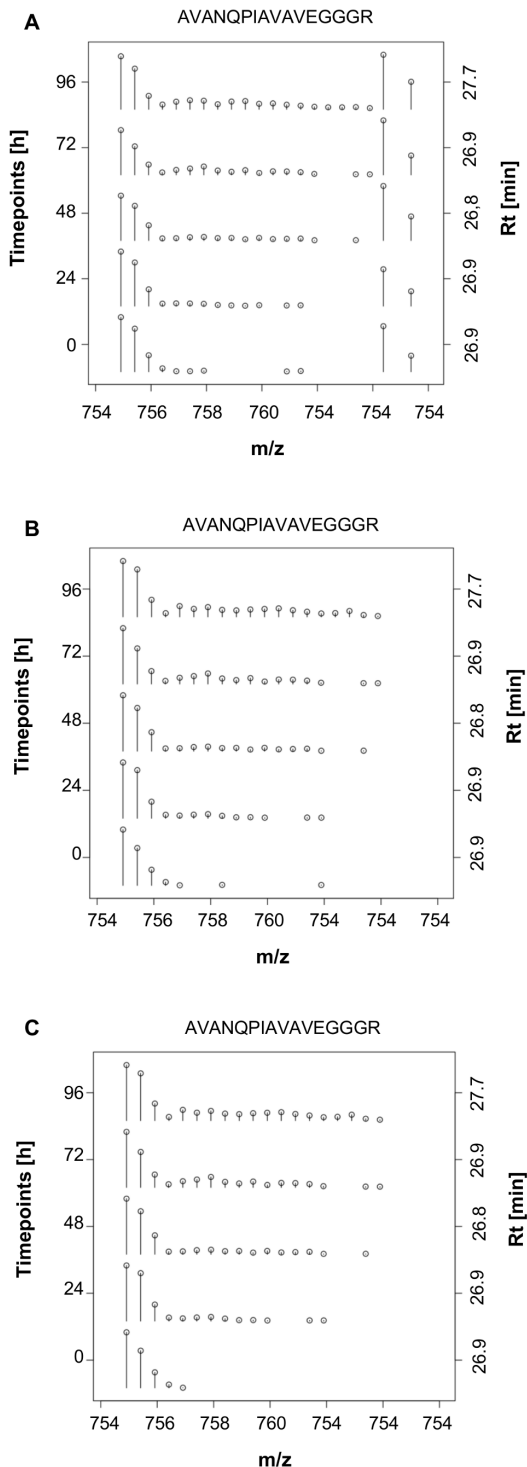 A
AVANQPIAVAVEGGGR
Timepoints [h]
96
72
48
24
0
27.7
26.9
26,8
26.9
26.9
Rt [min]
754 756 758 760 754 754 754
m/z
B
AVANQPIAVAVEGGGR
Timepoints [h]
96
72
48
24
0
27.7
26.9
26.8
26.9
26.9
Rt [min]
754 756 758 760 754 754 754
m/z
C
AVANQPIAVAVEGGGR
Timepoints [h]
96
72
48
24
0
27.7
26.9
26.8
26.9
26.9
Rt [min]
754 756 758 760 754 754 754
m/z